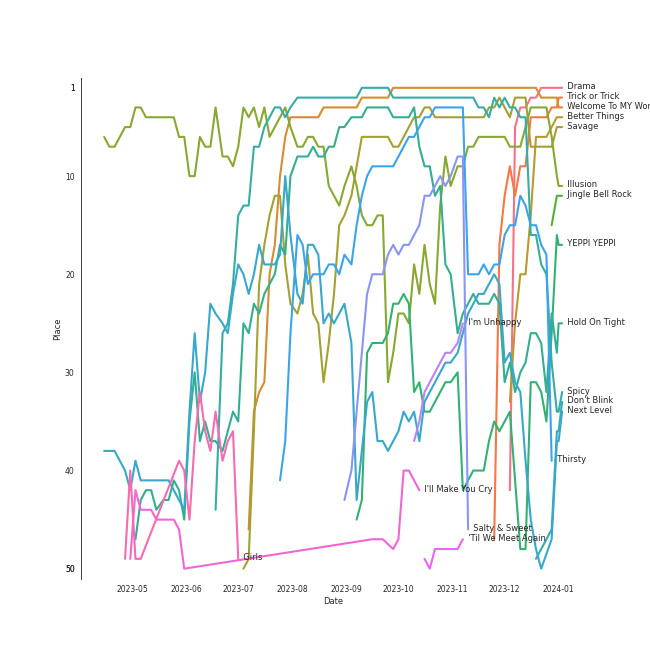 1
10
20
30
40
50
Place
Drama
Trick or Trick
Welcome To MY Wor
Better Things
Savage
Illusion
Jingle Bell Rock
YEPPI YEPPI
I'm Unhappy
Hold On Tight
Spicy
Don't Blink
Next Level
Thirsty
I'll Make You Cry
Salty & Sweet
'Til We Meet Again
Girls
2023-05
2023-06
2023-07
2023-08
2023-09
2023-10
2023-11
2023-12
2024-01
Date